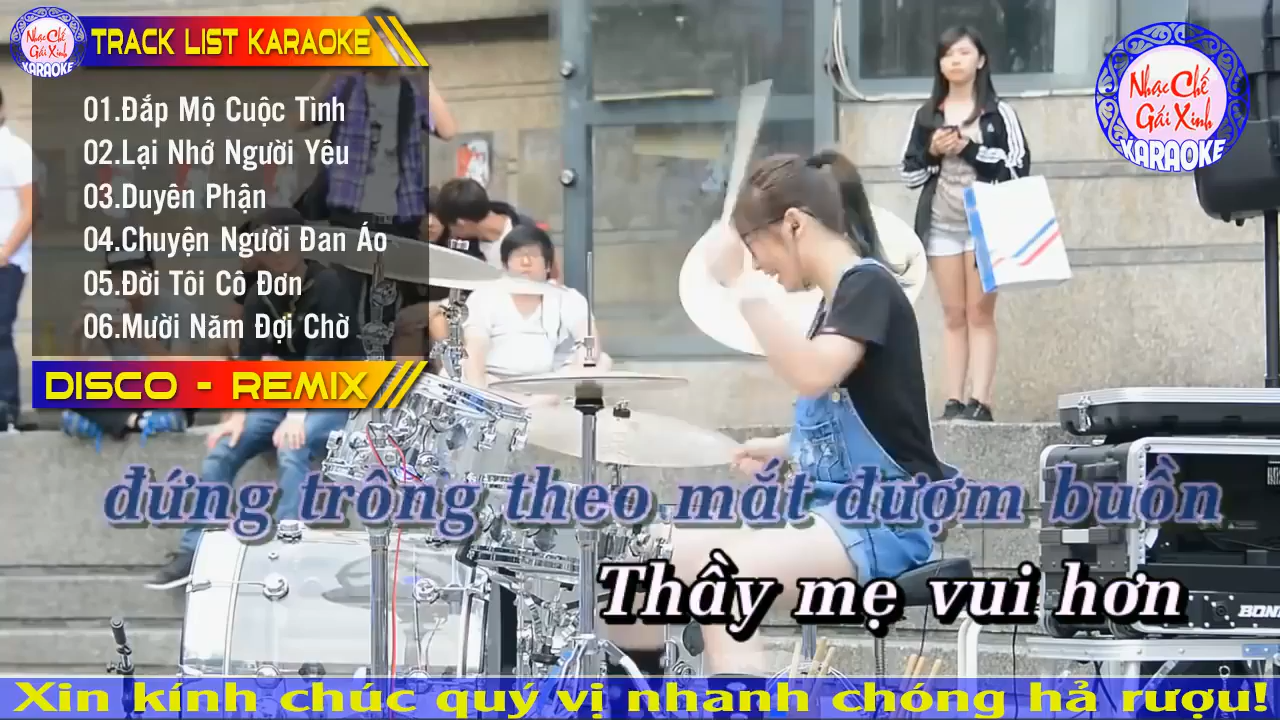 Nhạc Chế
Gái Xinh
KARAOKE
TRACK LIST KARAOKE
01.Đắp Mộ Cuộc Tình
02.Lại Nhớ Người Yêu
03.Duyên Phận
04.Chuyện Người Đan Áo
05.Đời Tôi Cô Đơn
06.Mười Năm Đợi Chờ
DISCO - REMIX
Nhạc Chế
Gái Xinh
KARAOKE
đứng trông theo mắt đượm buồn
Thầy mẹ vui hơn
Xin kính chúc quý vị nhanh chóng hả rượu!